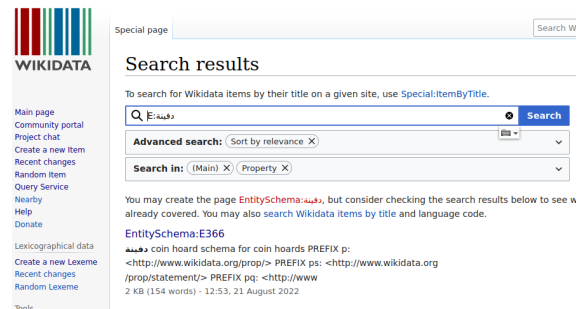 WIKIDATA
Main page
Community portal
Project chat
Create a new Item
Recent changes
Random Item
Query Service
Nearby
Help
Donate
Lexicographical data
Create a new Lexeme
Recent changes
Random Lexeme
Tools
Special page
Search W
Search results
To search for Wikidata items by their title on a given site, use Special:ItemByTitle.
E:دفينة
Search
Advanced search: Sort by relevance X
Search in: (Main) X Property X
You may create the page EntitySchema:دفينة, but consider checking the search results below to see w
already covered. You may also search Wikidata items by title and language code.
EntitySchema:E366
دفينة coin hoard schema for coin hoards PREFIX p:
<http://www.wikidata.org/prop/> PREFIX ps: <http://www.wikidata.org
/prop/statement/> PREFIX pq: <http://www
2 KB (154 words) - 12:53, 21 August 2022